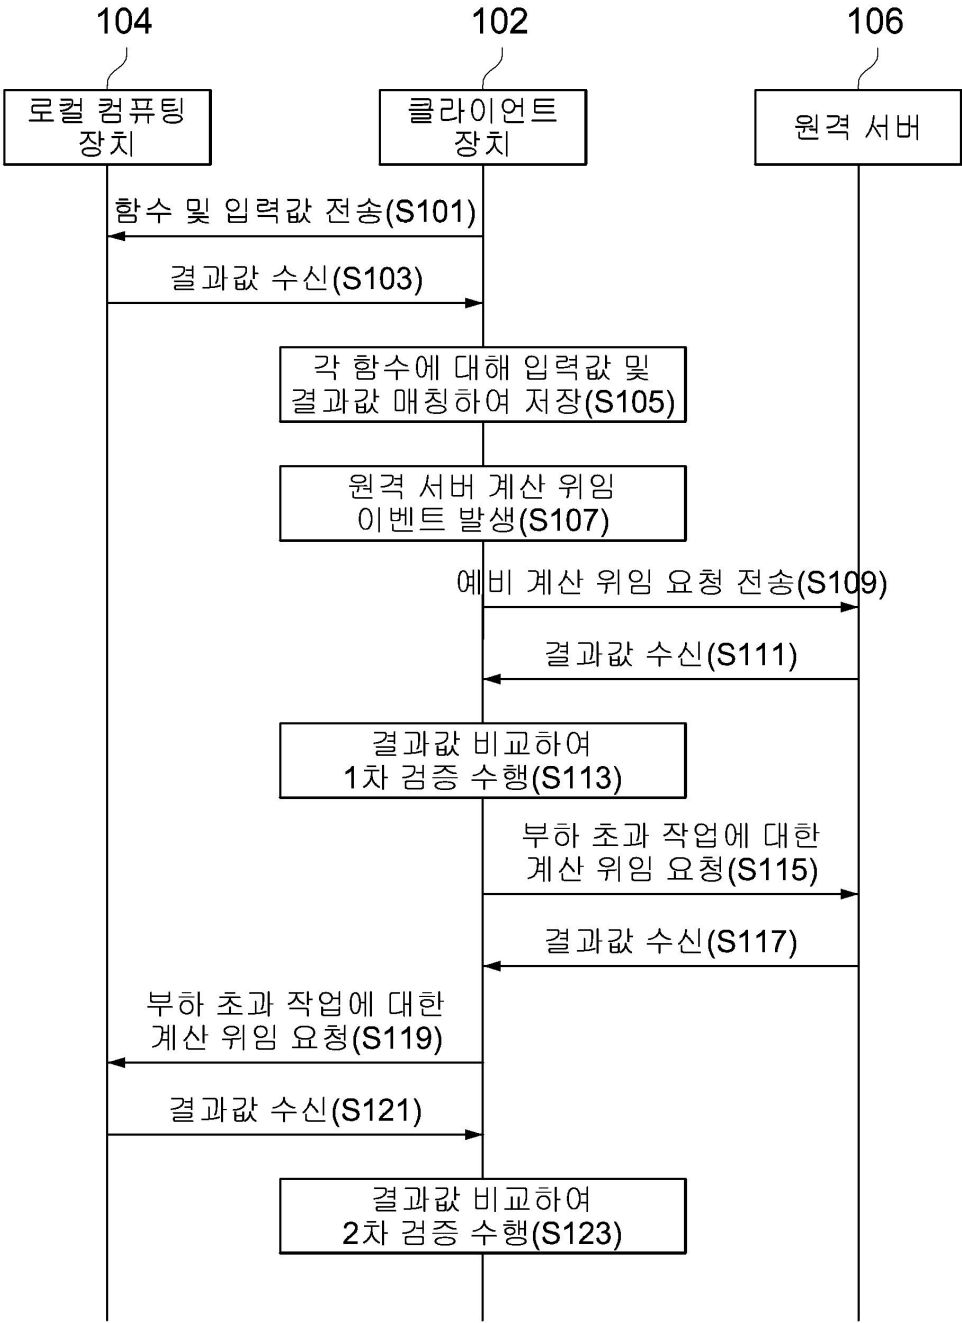 104
102
106
로컬 컴퓨팅
장치
클라이언트
장치
원격 서버
함수 및 입력값 전송(S101)
결과값 수신(S103)
각 함수에 대해 입력값 및
결과값 매칭하여 저장(S105)
원격 서버 계산 위임
이벤트 발생(S107)
예비 계산 위임 요청 전송(S109)
결과값 수신(S111)
결과값 비교하여
1차 검증 수행(S113)
부하 초과 작업에 대한
계산 위임 요청(S115)
결과값 수신(S117)
부하 초과 작업에 대한
계산 위임 요청(S119)
결과값 수신(S121)
결과값 비교하여
2차 검증 수행(S123)